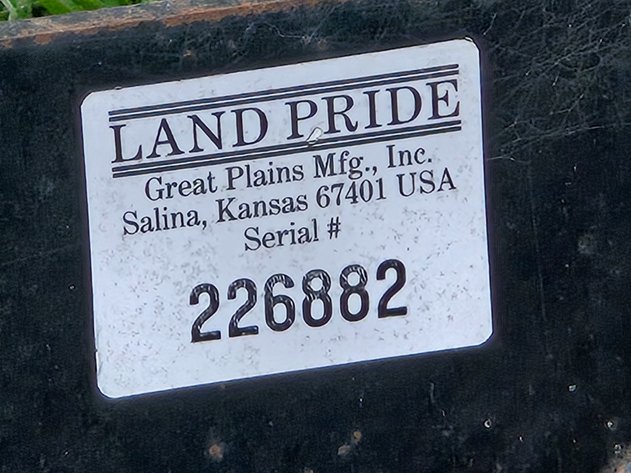 LAND PRIDE
Great Plains Mfg., Inc.
Salina, Kansas 67401 USA
Serial #
226882